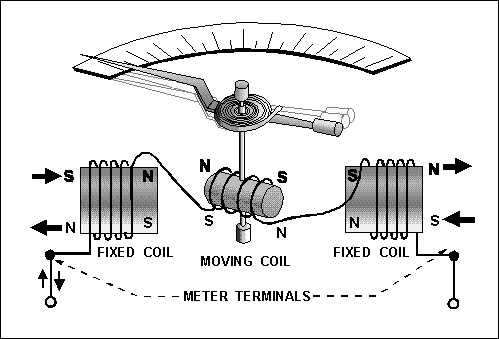 N S
S N S N
N S S N N S
FIXED COIL MOVING COIL FIXED COIL
METER TERMINALS